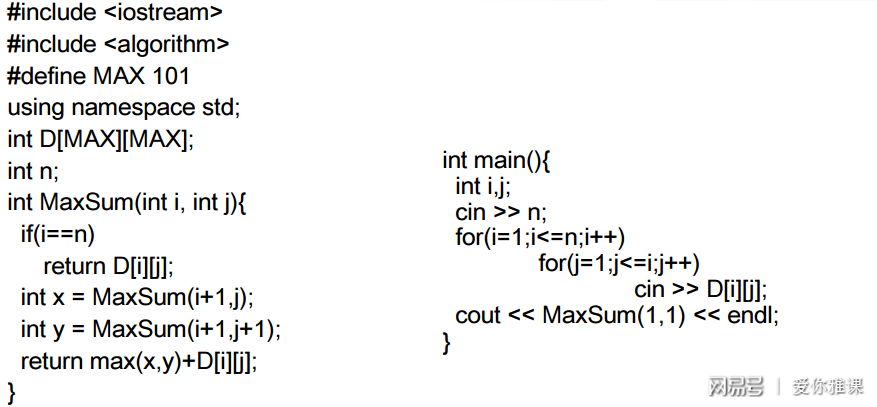 #include <iostream>
#include <algorithm>
#define MAX 101
using namespace std;
int D[MAX][MAX];
int n;
int MaxSum(int i, int j){
if(i==n)
return D[i][j];
int x = MaxSum(i+1,j);
int y = MaxSum(i+1,j+1);
return max(x,y)+D[i][j];
}
int main(){
int i,j;
cin >> n;
for(i=1;i<=n;i++)
for(j=1;j<=i;j++)
cin >> D[i][j];
cout << MaxSum(1,1) << endl;
}
网易号 | 爱你雅课